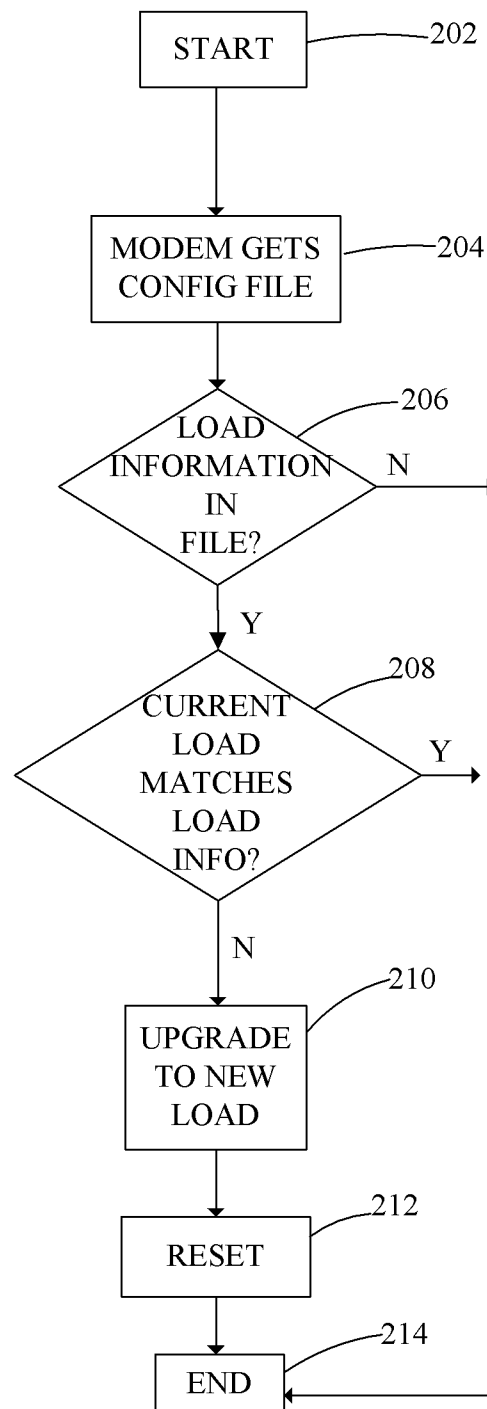 START
202
MODEM GETS
CONFIG FILE
204
206
LOAD
INFORMATION
IN
FILE?
N
Y
208
CURRENT
LOAD
MATCHES
LOAD
INFO?
Y
N
210
UPGRADE
TO NEW
LOAD
212
RESET
214
END